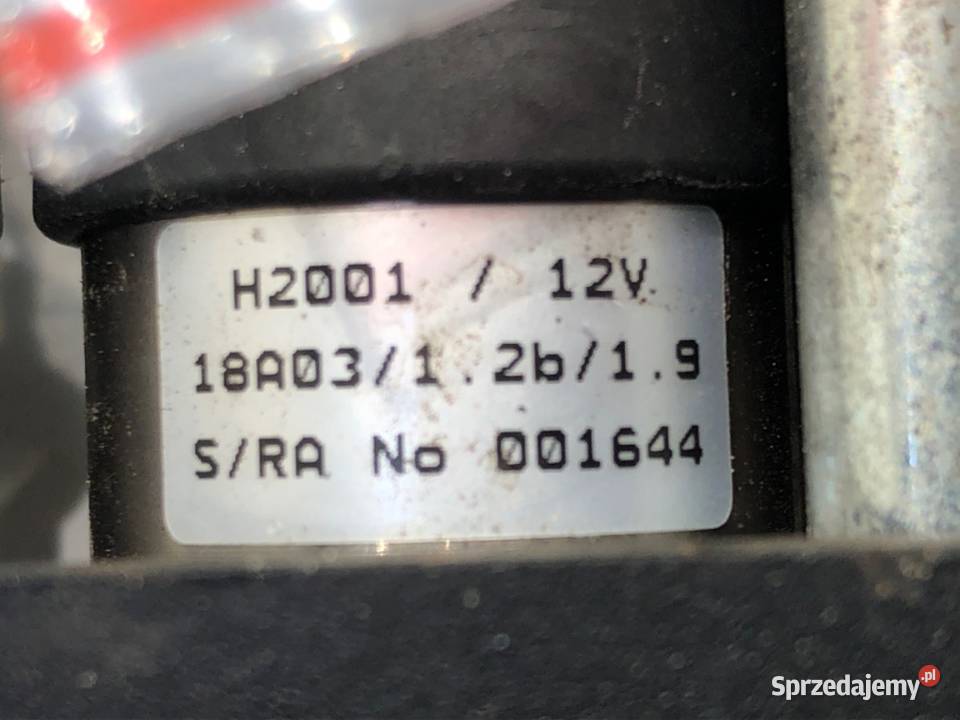 H2001 / 12V
18A03/1.2b/1.9
S/RA No 001644
Sprzedajemy.pl